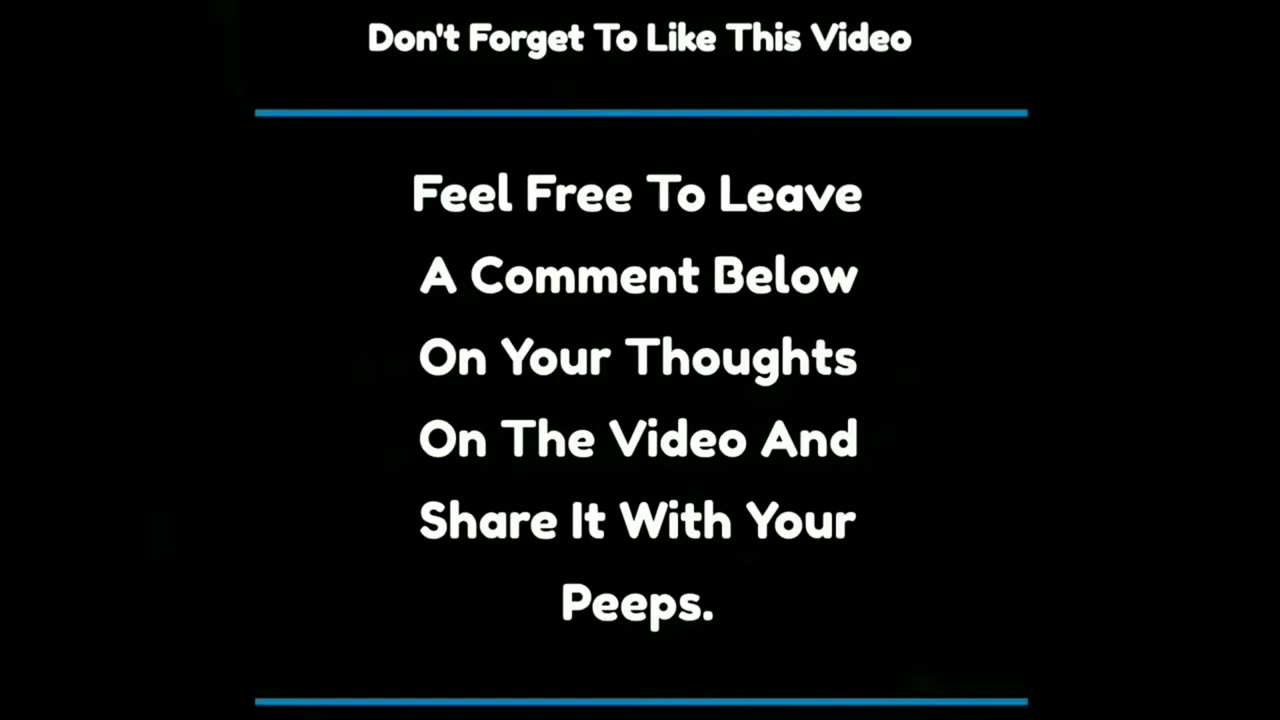 Don't Forget To Like This Video
Feel Free To Leave
A Comment Below
On Your Thoughts
On The Video And
Share It With Your
Peeps.